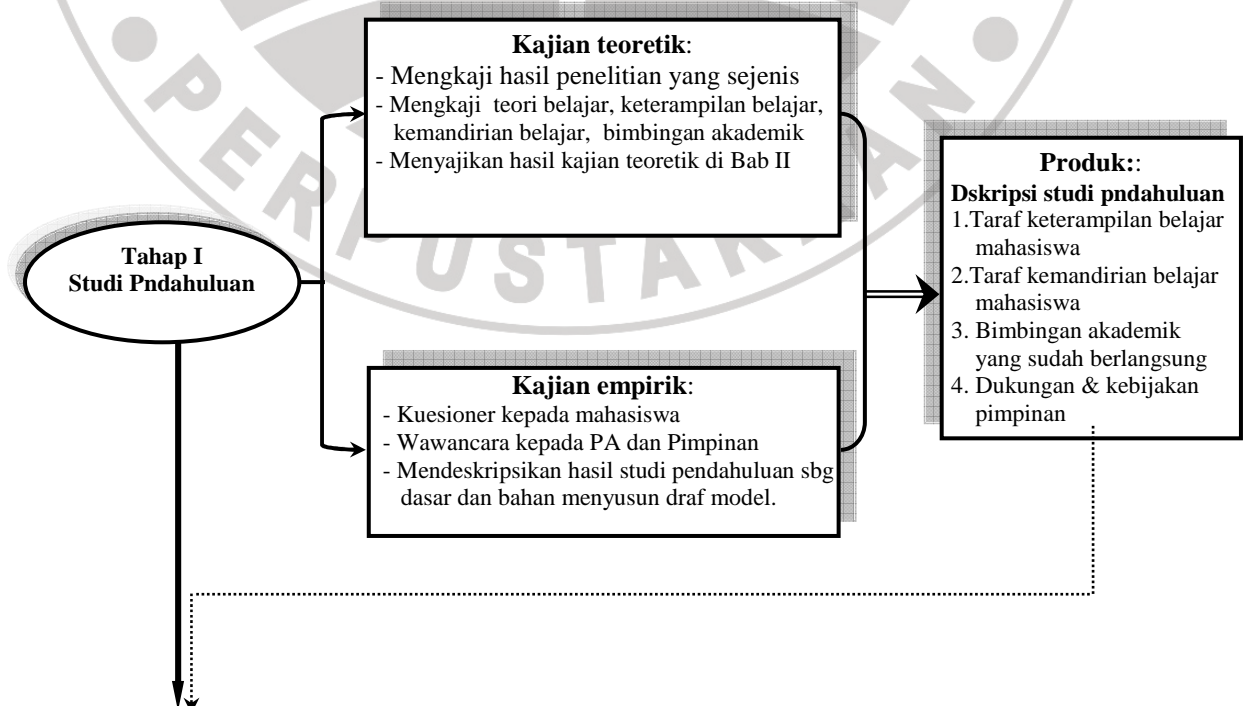 Kajian teoretik:
- Mengkaji hasil penelitian yang sejenis
- Mengkaji teori belajar, keterampilan belajar,
kemandirian belajar, bimbingan akademik
- Menyajikan hasil kajian teoretik di Bab II
Tahap I
Studi Pndahuluan
Kajian empirik:
- Kuesioner kepada mahasiswa
- Wawancara kepada PA dan Pimpinan
- Mendeskripsikan hasil studi pendahuluan sbg
dasar dan bahan menyusun draf model.
Produk::
Dskripsi studi pndahuluan
1.Taraf keterampilan belajar
mahasiswa
2.Taraf kemandirian belajar
mahasiswa
3. Bimbingan akademik
yang sudah berlangsung
4. Dukungan & kebijakan
pimpinan
PERPUSTAKAAN